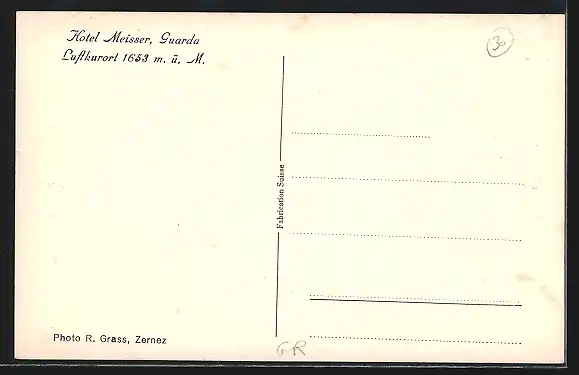 Hotel Meisser, Guarda
Luftkurort 1653 m. ü. M.
30
Fabrication Suisse
Photo R. Grass, Zernez
GR